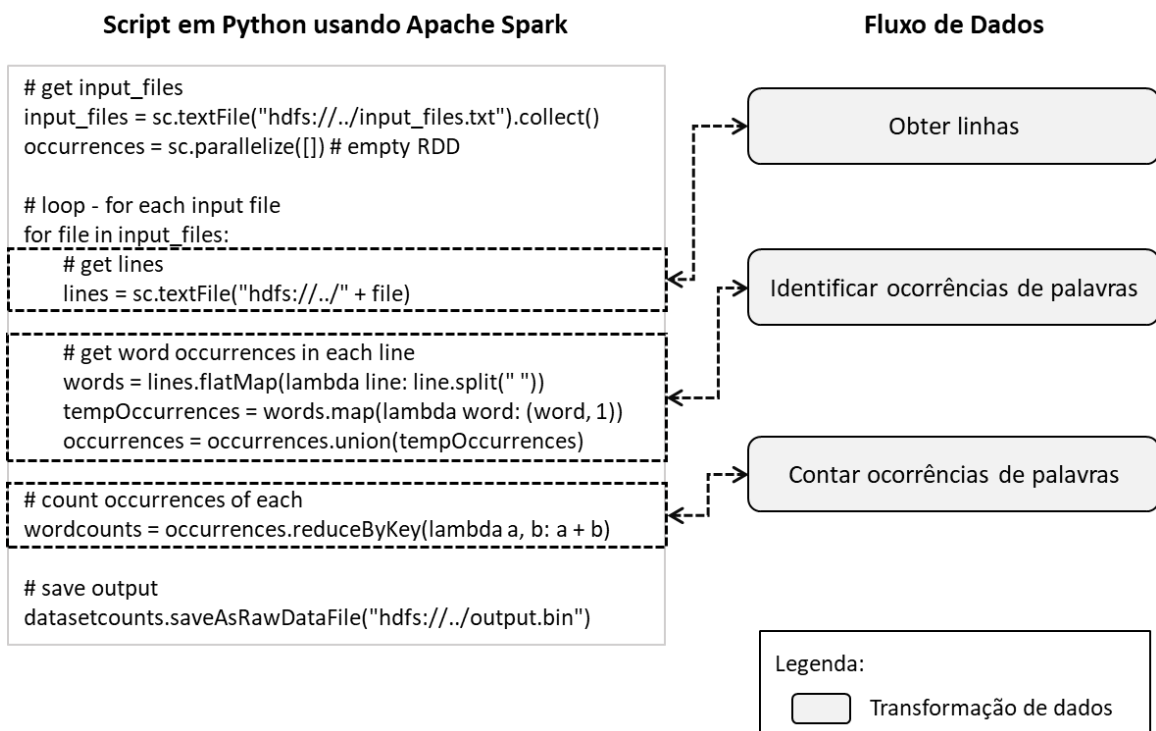 Script em Python usando Apache Spark
# get input_files
input_files = sc.textFile("hdfs://../input_files.txt").collect()
occurrences = sc.parallelize([]) # empty RDD
# loop - for each input file
for file in input_files:
# get lines
lines = sc.textFile("hdfs://../" + file)
# get word occurrences in each line
words = lines.flatMap(lambda line: line.split(" "))
tempOccurrences = words.map(lambda word: (word, 1))
occurrences = occurrences.union(tempOccurrences)
# count occurrences of each
wordcounts = occurrences.reduceByKey(lambda a, b: a + b)
# save output
datasetcounts.saveAsRawDataFile("hdfs://../output.bin")
Fluxo de Dados
Obter linhas
Identificar ocorrências de palavras
Contar ocorrências de palavras
Legenda:
Transformação de dados